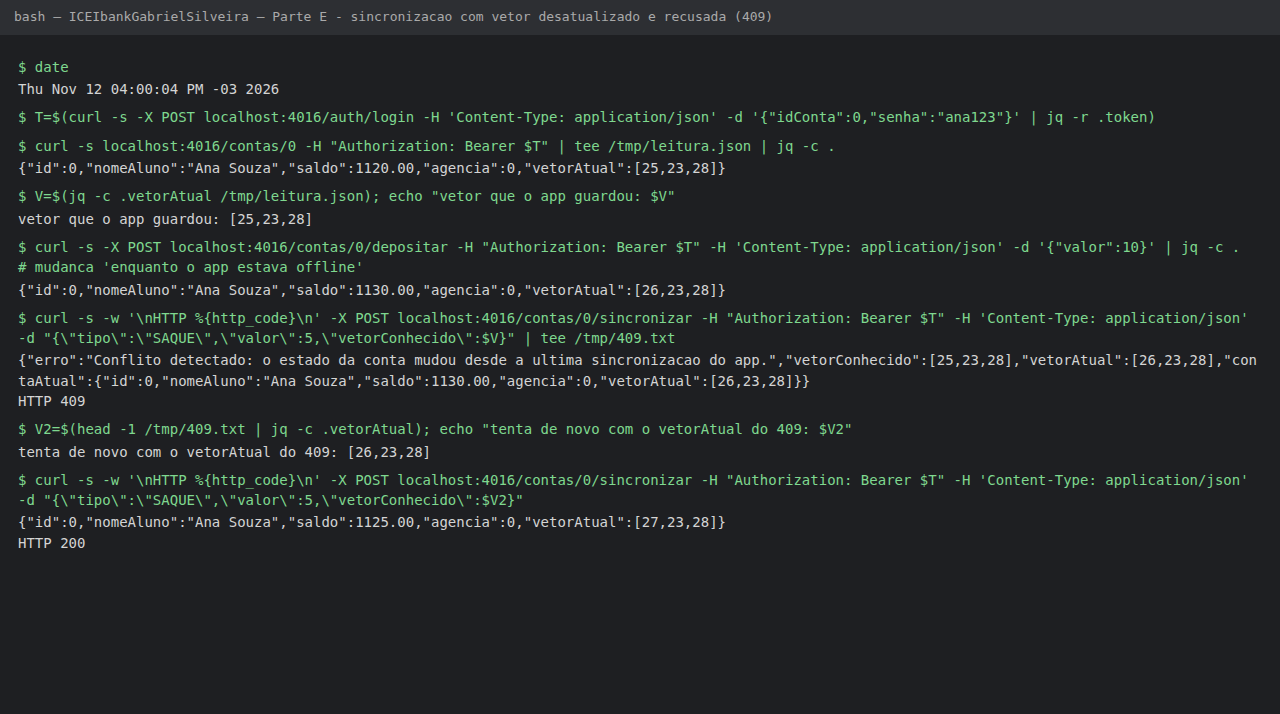 bash — ICEIbankGabrielSilveira — Parte E - sincronizacao com vetor desatualizado e recusada (409)
$ date
Thu Nov 12 04:00:04 PM -03 2026
$ T=$(curl -s -X POST localhost:4016/auth/login -H 'Content-Type: application/json' -d '{"idConta":0,"senha":"ana123"}' | jq -r .token)
$ curl -s localhost:4016/contas/0 -H "Authorization: Bearer $T" | tee /tmp/leitura.json | jq -c .
{"id":0,"nomeAluno":"Ana Souza","saldo":1120.00,"agencia":0,"vetorAtual":[25,23,28]}
$ V=$(jq -c .vetorAtual /tmp/leitura.json); echo "vetor que o app guardou: $V"
vetor que o app guardou: [25,23,28]
$ curl -s -X POST localhost:4016/contas/0/depositar -H "Authorization: Bearer $T" -H 'Content-Type: application/json' -d '{"valor":10}' | jq -c .
# mudanca 'enquanto o app estava offline'
{"id":0,"nomeAluno":"Ana Souza","saldo":1130.00,"agencia":0,"vetorAtual":[26,23,28]}
$ curl -s -w '\nHTTP %{http_code}\n' -X POST localhost:4016/contas/0/sincronizar -H "Authorization: Bearer $T" -H 'Content-Type: application/json'
-d "{\"tipo\":\"SAQUE\",\"valor\":5,\"vetorConhecido\":$V}" | tee /tmp/409.txt
{"erro":"Conflito detectado: o estado da conta mudou desde a ultima sincronizacao do app.","vetorConhecido":[25,23,28],"vetorAtual":[26,23,28],"con
taAtual":{"id":0,"nomeAluno":"Ana Souza","saldo":1130.00,"agencia":0,"vetorAtual":[26,23,28]}}
HTTP 409
$ V2=$(head -1 /tmp/409.txt | jq -c .vetorAtual); echo "tenta de novo com o vetorAtual do 409: $V2"
tenta de novo com o vetorAtual do 409: [26,23,28]
$ curl -s -w '\nHTTP %{http_code}\n' -X POST localhost:4016/contas/0/sincronizar -H "Authorization: Bearer $T" -H 'Content-Type: application/json'
-d "{\"tipo\":\"SAQUE\",\"valor\":5,\"vetorConhecido\":$V2}"
{"id":0,"nomeAluno":"Ana Souza","saldo":1125.00,"agencia":0,"vetorAtual":[27,23,28]}
HTTP 200